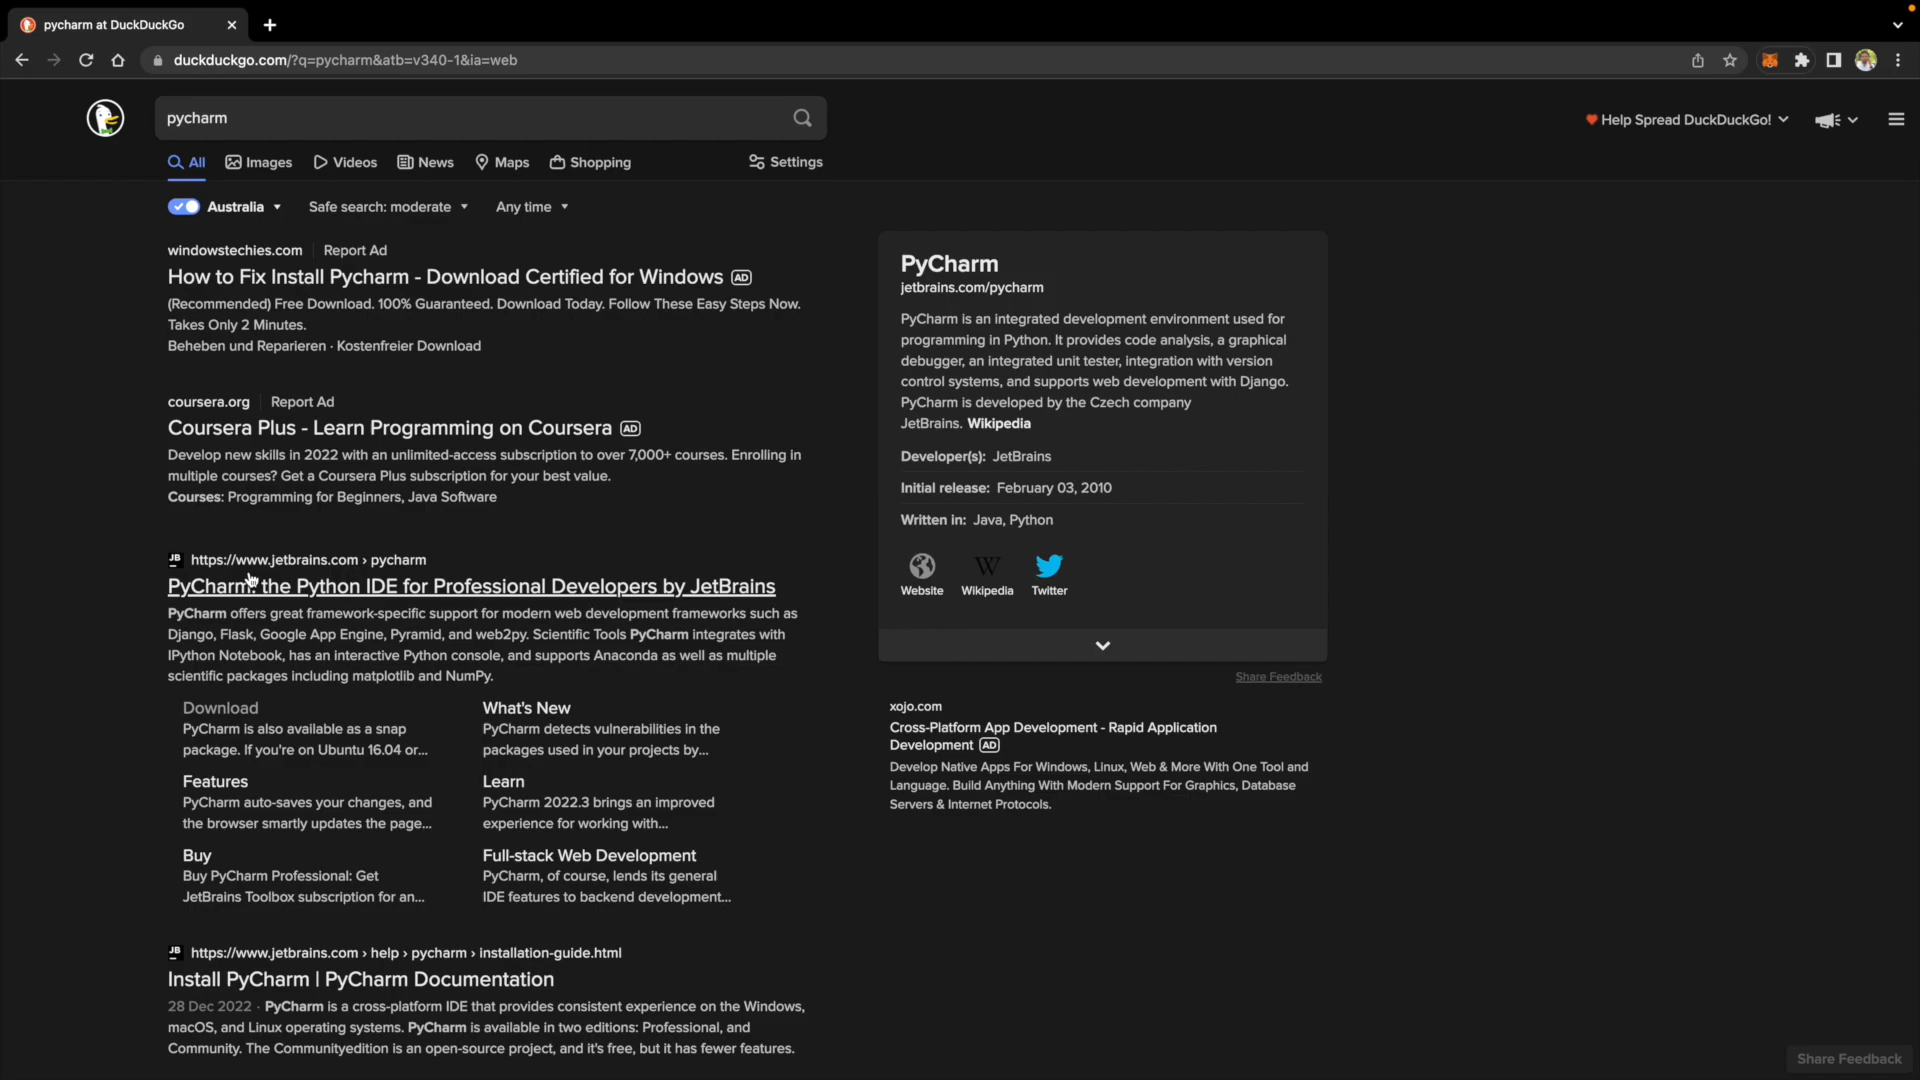 pycharm at DuckDuckGo
duckduckgo.com/?q=pycharm&atb=v340-1&ia=web
pycharm
Help Spread DuckDuckGo!
All Images Videos News Maps Shopping Settings
Australia Safe search: moderate Any time
windowstechies.com Report Ad
How to Fix Install Pycharm - Download Certified for Windows AD
(Recommended) Free Download. 100% Guaranteed. Download Today. Follow These Easy Steps Now.
Takes Only 2 Minutes.
Beheben und Reparieren · Kostenfreier Download
coursera.org Report Ad
Coursera Plus - Learn Programming on Coursera AD
Develop new skills in 2022 with an unlimited-access subscription to over 7,000+ courses. Enrolling in
multiple courses? Get a Coursera Plus subscription for your best value.
Courses: Programming for Beginners, Java Software
JB https://www.jetbrains.com › pycharm
PyCharm: the Python IDE for Professional Developers by JetBrains
PyCharm offers great framework-specific support for modern web development frameworks such as
Django, Flask, Google App Engine, Pyramid, and web2py. Scientific Tools PyCharm integrates with
IPython Notebook, has an interactive Python console, and supports Anaconda as well as multiple
scientific packages including matplotlib and NumPy.
Download
PyCharm is also available as a snap
package. If you're on Ubuntu 16.04 or...
What's New
PyCharm detects vulnerabilities in the
packages used in your projects by...
Features
PyCharm auto-saves your changes, and
the browser smartly updates the page...
Learn
PyCharm 2022.3 brings an improved
experience for working with...
Buy
Buy PyCharm Professional: Get
JetBrains Toolbox subscription for an...
Full-stack Web Development
PyCharm, of course, lends its general
IDE features to backend development...
JB https://www.jetbrains.com › help › pycharm › installation-guide.html
Install PyCharm | PyCharm Documentation
28 Dec 2022 · PyCharm is a cross-platform IDE that provides consistent experience on the Windows,
macOS, and Linux operating systems. PyCharm is available in two editions: Professional, and
Community. The Communityedition is an open-source project, and it's free, but it has fewer features.
PyCharm
jetbrains.com/pycharm
PyCharm is an integrated development environment used for
programming in Python. It provides code analysis, a graphical
debugger, an integrated unit tester, integration with version
control systems, and supports web development with Django.
PyCharm is developed by the Czech company
JetBrains. Wikipedia
Developer(s): JetBrains
Initial release: February 03, 2010
Written in: Java, Python
W
Website Wikipedia Twitter
Share Feedback
xojo.com
Cross-Platform App Development - Rapid Application
Development AD
Develop Native Apps For Windows, Linux, Web & More With One Tool and
Language. Build Anything With Modern Support For Graphics, Database
Servers & Internet Protocols.
Share Feedback